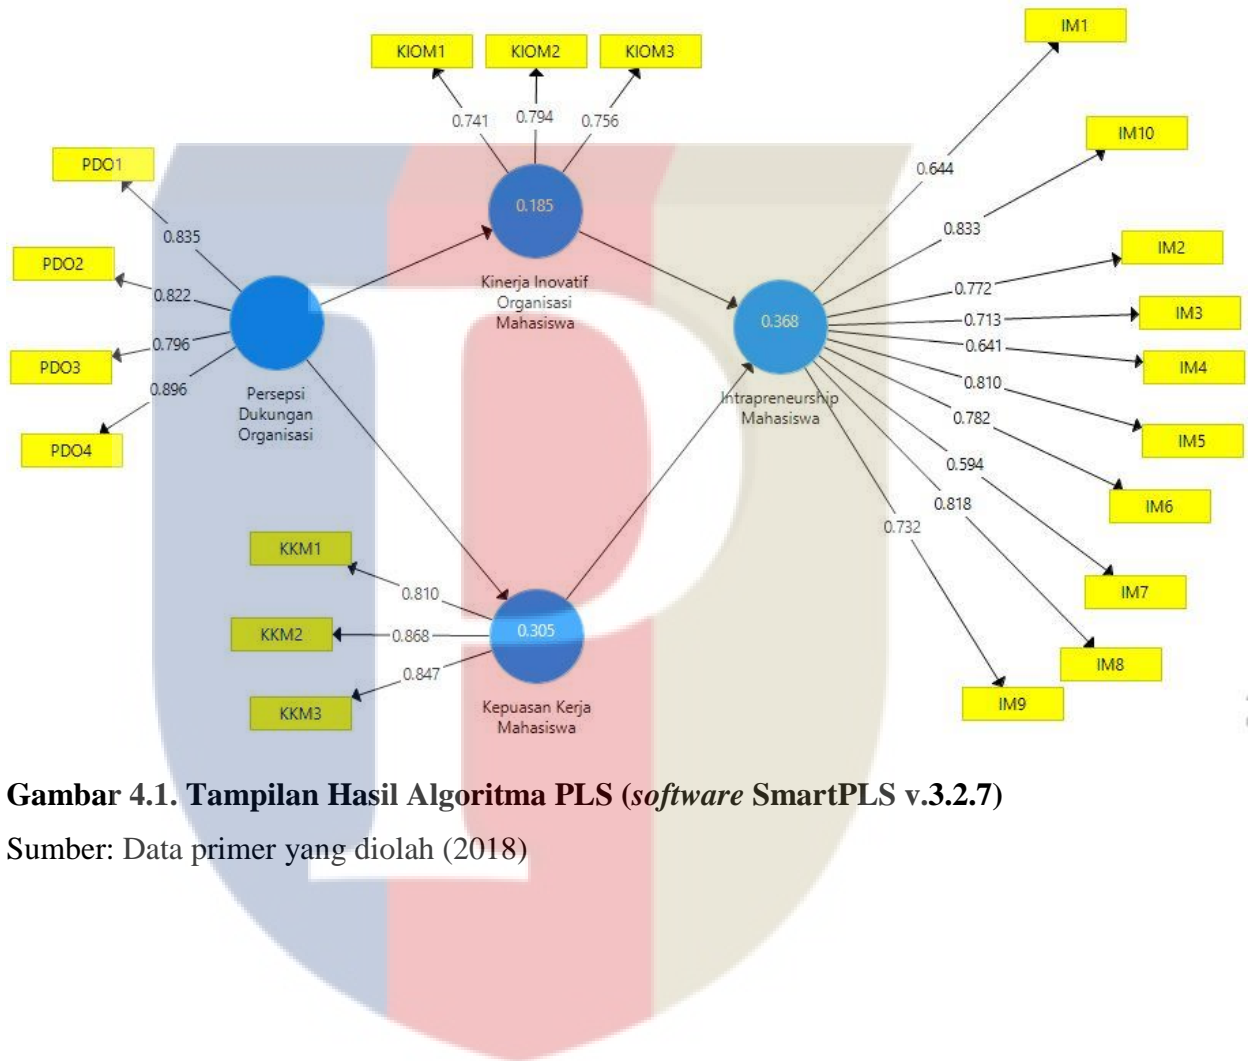 IM1
KIOM1
KIOM2
KIOM3
0.741
0.794
0.756
IM10
PDO1
0.644
0.185
0.833
PDO2
0.835
IM2
Kinerja Inovatif
Organisasi
Mahasiswa
0.822
0.772
IM3
0.713
0.368
PDO3
0.796
0.641
IM4
0.896
Persepsi
Dukungan
Organisasi
Intrapreneurship
Mahasiswa
0.810
0.782
IM5
PDO4
0.594
0.818
IM6
0.732
KKM1
0.810
IM7
KKM2
0.868
0.305
0.847
IM8
KKM3
Kepuasan Kerja
Mahasiswa
IM9
Gambar 4.1. Tampilan Hasil Algoritma PLS (software SmartPLS v.3.2.7)
Sumber: Data primer yang diolah (2018)